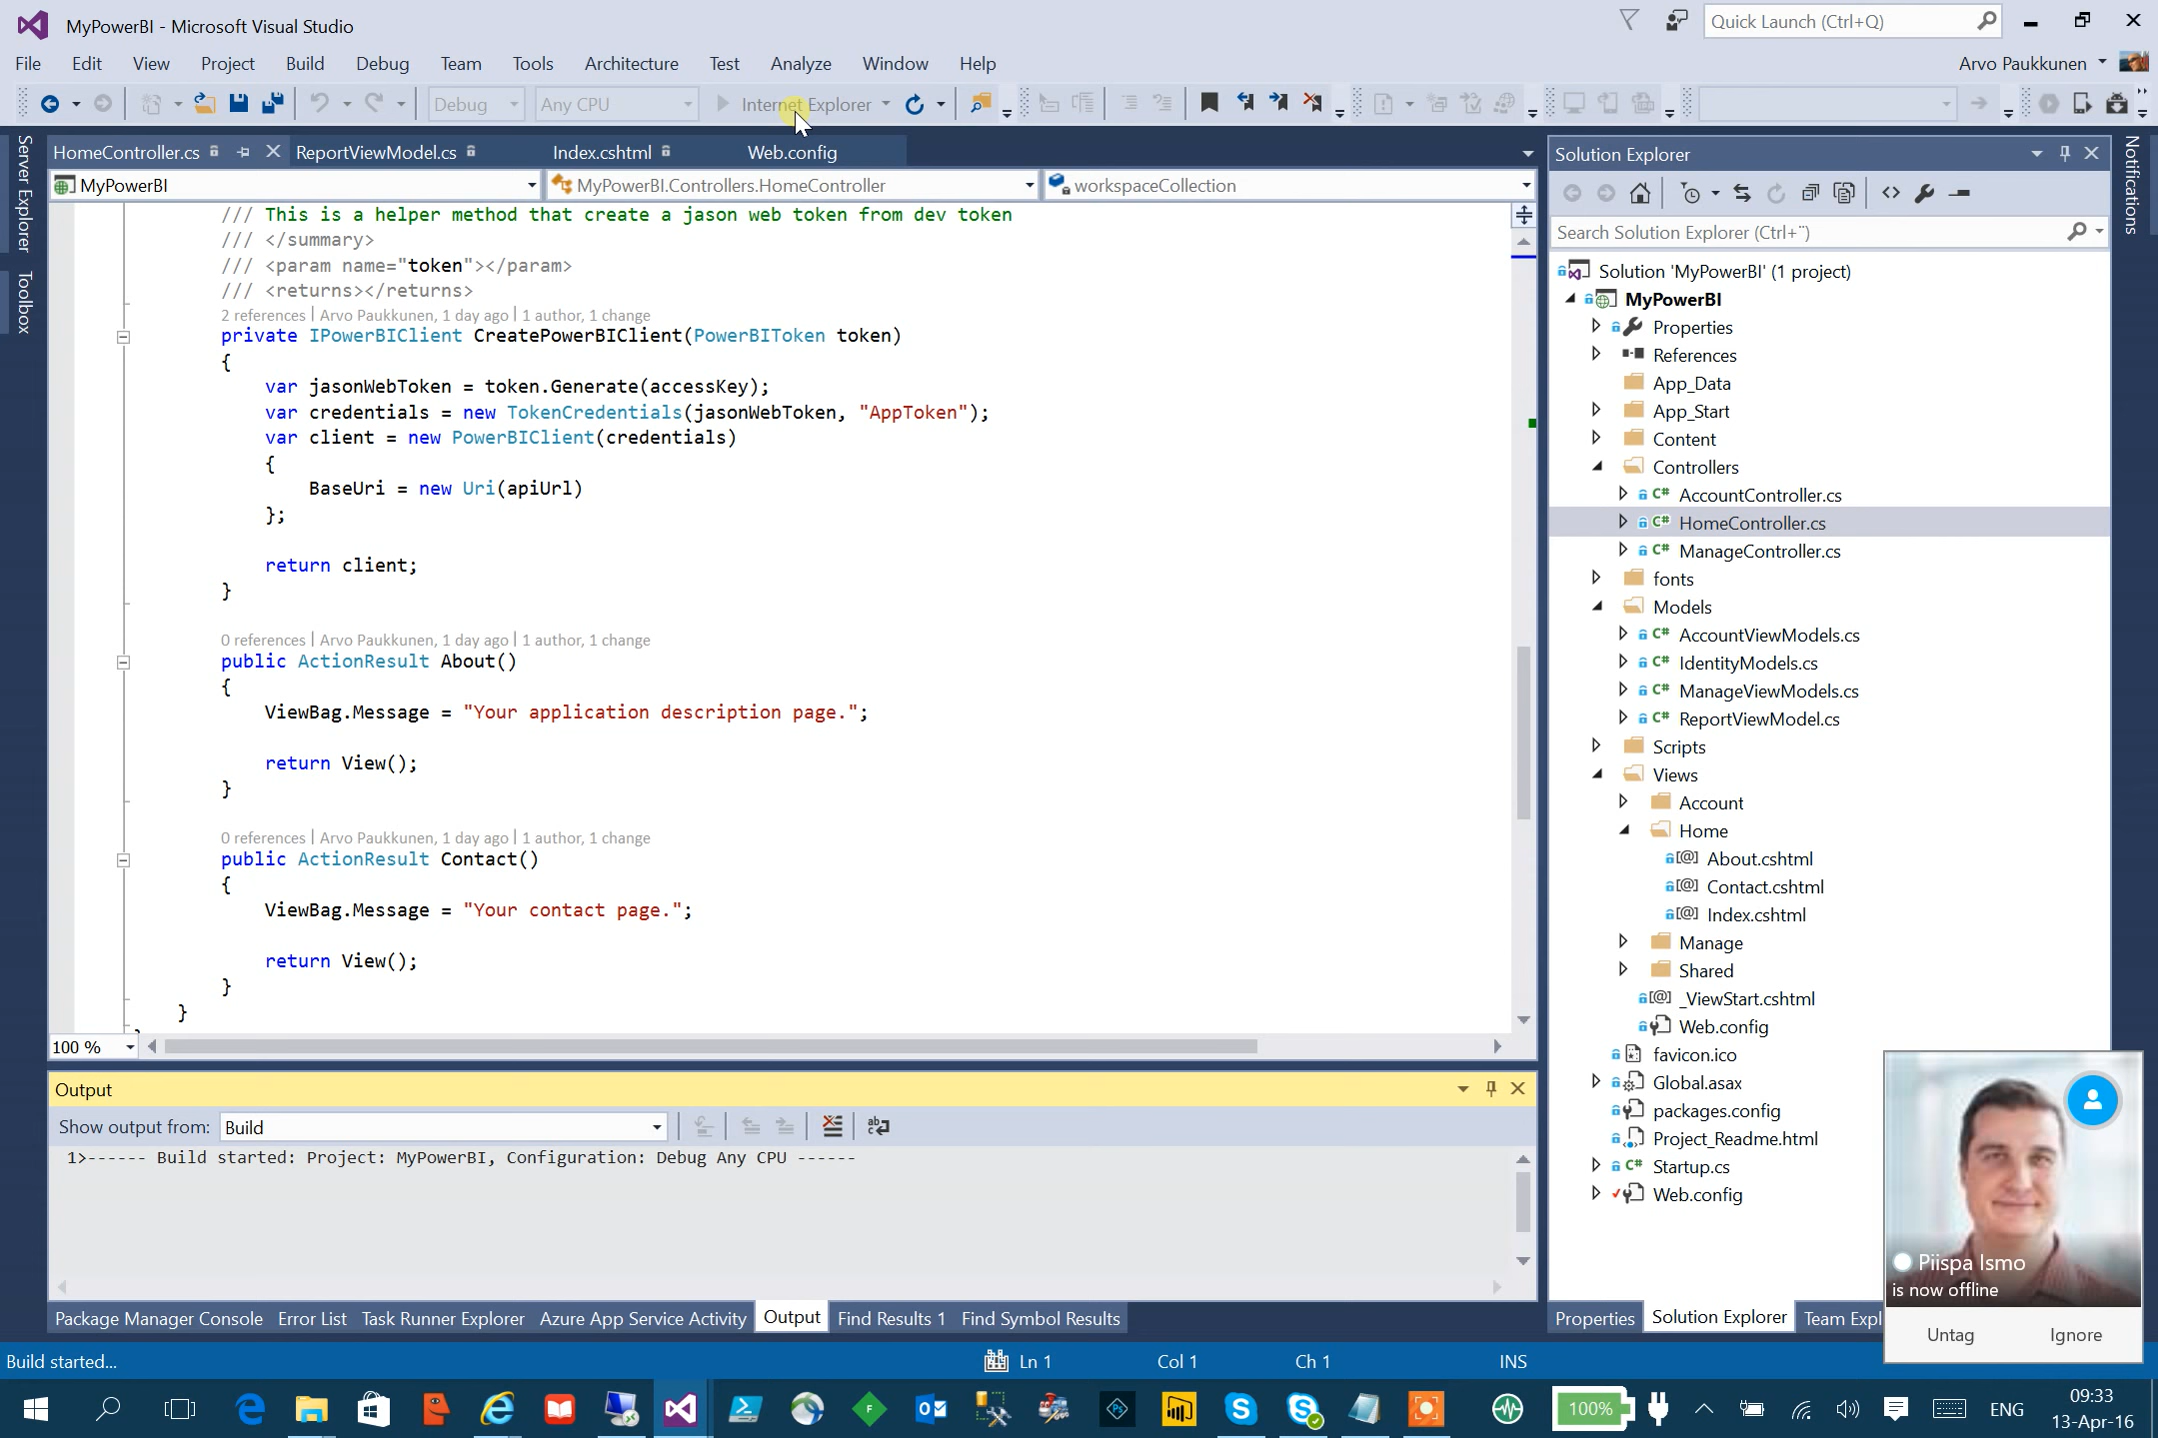 MyPowerBI - Microsoft Visual Studio
Quick Launch (Ctrl+Q)
File Edit View Project Build Debug Team Tools Architecture Test Analyze Window Help
Arvo Paukkunen
Debug Any CPU Internet Explorer
Server Explorer
Toolbox
HomeController.cs ReportViewModel.cs Index.cshtml Web.config
MyPowerBI MyPowerBI.Controllers.HomeController workspaceCollection
/// This is a helper method that create a jason web token from dev token
/// </summary>
/// <param name="token"></param>
/// <returns></returns>
2 references | Arvo Paukkunen, 1 day ago | 1 author, 1 change
private IPowerBIClient CreatePowerBIClient(PowerBIToken token)
{
var jasonWebToken = token.Generate(accessKey);
var credentials = new TokenCredentials(jasonWebToken, "AppToken");
var client = new PowerBIClient(credentials)
{
BaseUri = new Uri(apiUrl)
};
return client;
}
0 references | Arvo Paukkunen, 1 day ago | 1 author, 1 change
public ActionResult About()
{
ViewBag.Message = "Your application description page.";
return View();
}
0 references | Arvo Paukkunen, 1 day ago | 1 author, 1 change
public ActionResult Contact()
{
ViewBag.Message = "Your contact page.";
return View();
}
}
100 %
Output
Show output from: Build
1>------ Build started: Project: MyPowerBI, Configuration: Debug Any CPU ------
Package Manager Console Error List Task Runner Explorer Azure App Service Activity Output Find Results 1 Find Symbol Results
Solution Explorer
Notifications
Search Solution Explorer (Ctrl+¨)
Solution 'MyPowerBI' (1 project)
MyPowerBI
Properties
References
App_Data
App_Start
Content
Controllers
C# AccountController.cs
C# HomeController.cs
C# ManageController.cs
fonts
Models
C# AccountViewModels.cs
C# IdentityModels.cs
C# ManageViewModels.cs
C# ReportViewModel.cs
Scripts
Views
Account
Home
[@] About.cshtml
[@] Contact.cshtml
[@] Index.cshtml
Manage
Shared
[@] _ViewStart.cshtml
Web.config
favicon.ico
Global.asax
packages.config
Project_Readme.html
C# Startup.cs
Web.config
Properties Solution Explorer Team Expl
Piispa Ismo
is now offline
Untag Ignore
Build started... Ln 1 Col 1 Ch 1 INS
100% ENG
09:33
13-Apr-16